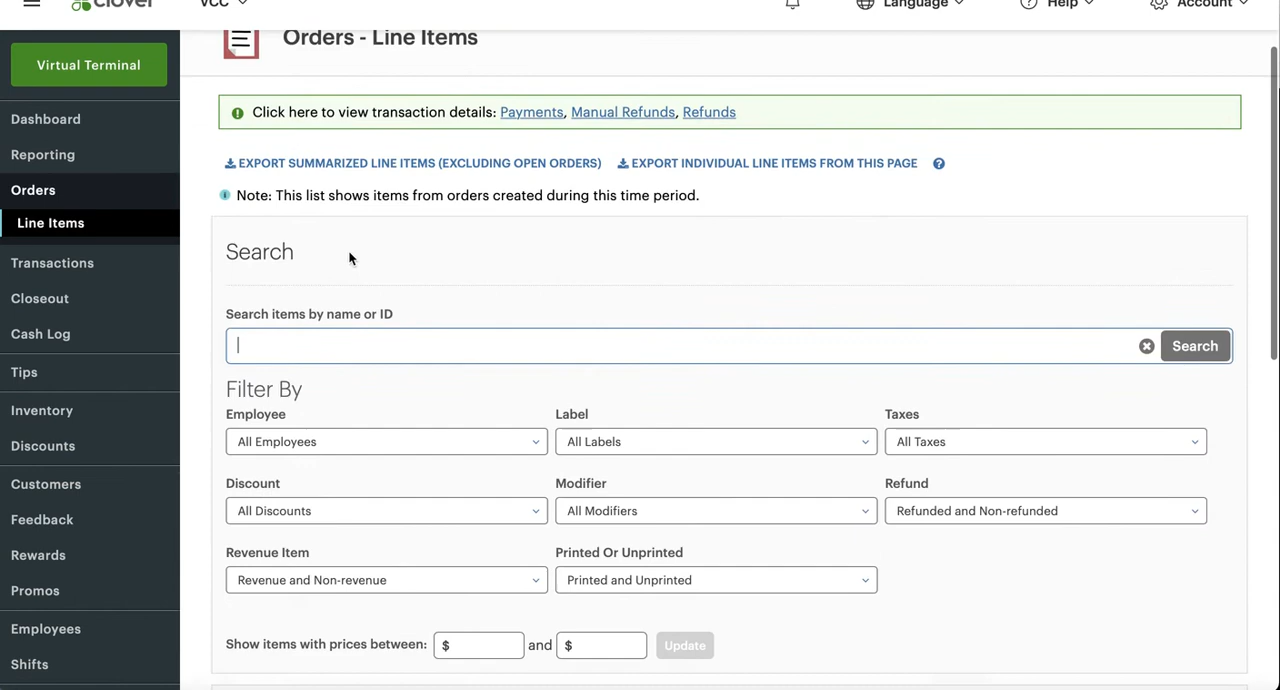 clover
VCC
Language
Help
Account
Virtual Terminal
Dashboard
Reporting
Orders
Line Items
Transactions
Closeout
Cash Log
Tips
Inventory
Discounts
Customers
Feedback
Rewards
Promos
Employees
Shifts
Orders - Line Items
Click here to view transaction details: Payments, Manual Refunds, Refunds
EXPORT SUMMARIZED LINE ITEMS (EXCLUDING OPEN ORDERS) EXPORT INDIVIDUAL LINE ITEMS FROM THIS PAGE ?
Note: This list shows items from orders created during this time period.
Search
Search items by name or ID
Search
Filter By
Employee Label Taxes
All Employees All Labels All Taxes
Discount Modifier Refund
All Discounts All Modifiers Refunded and Non-refunded
Revenue Item Printed Or Unprinted
Revenue and Non-revenue Printed and Unprinted
Show items with prices between: $ and $ Update